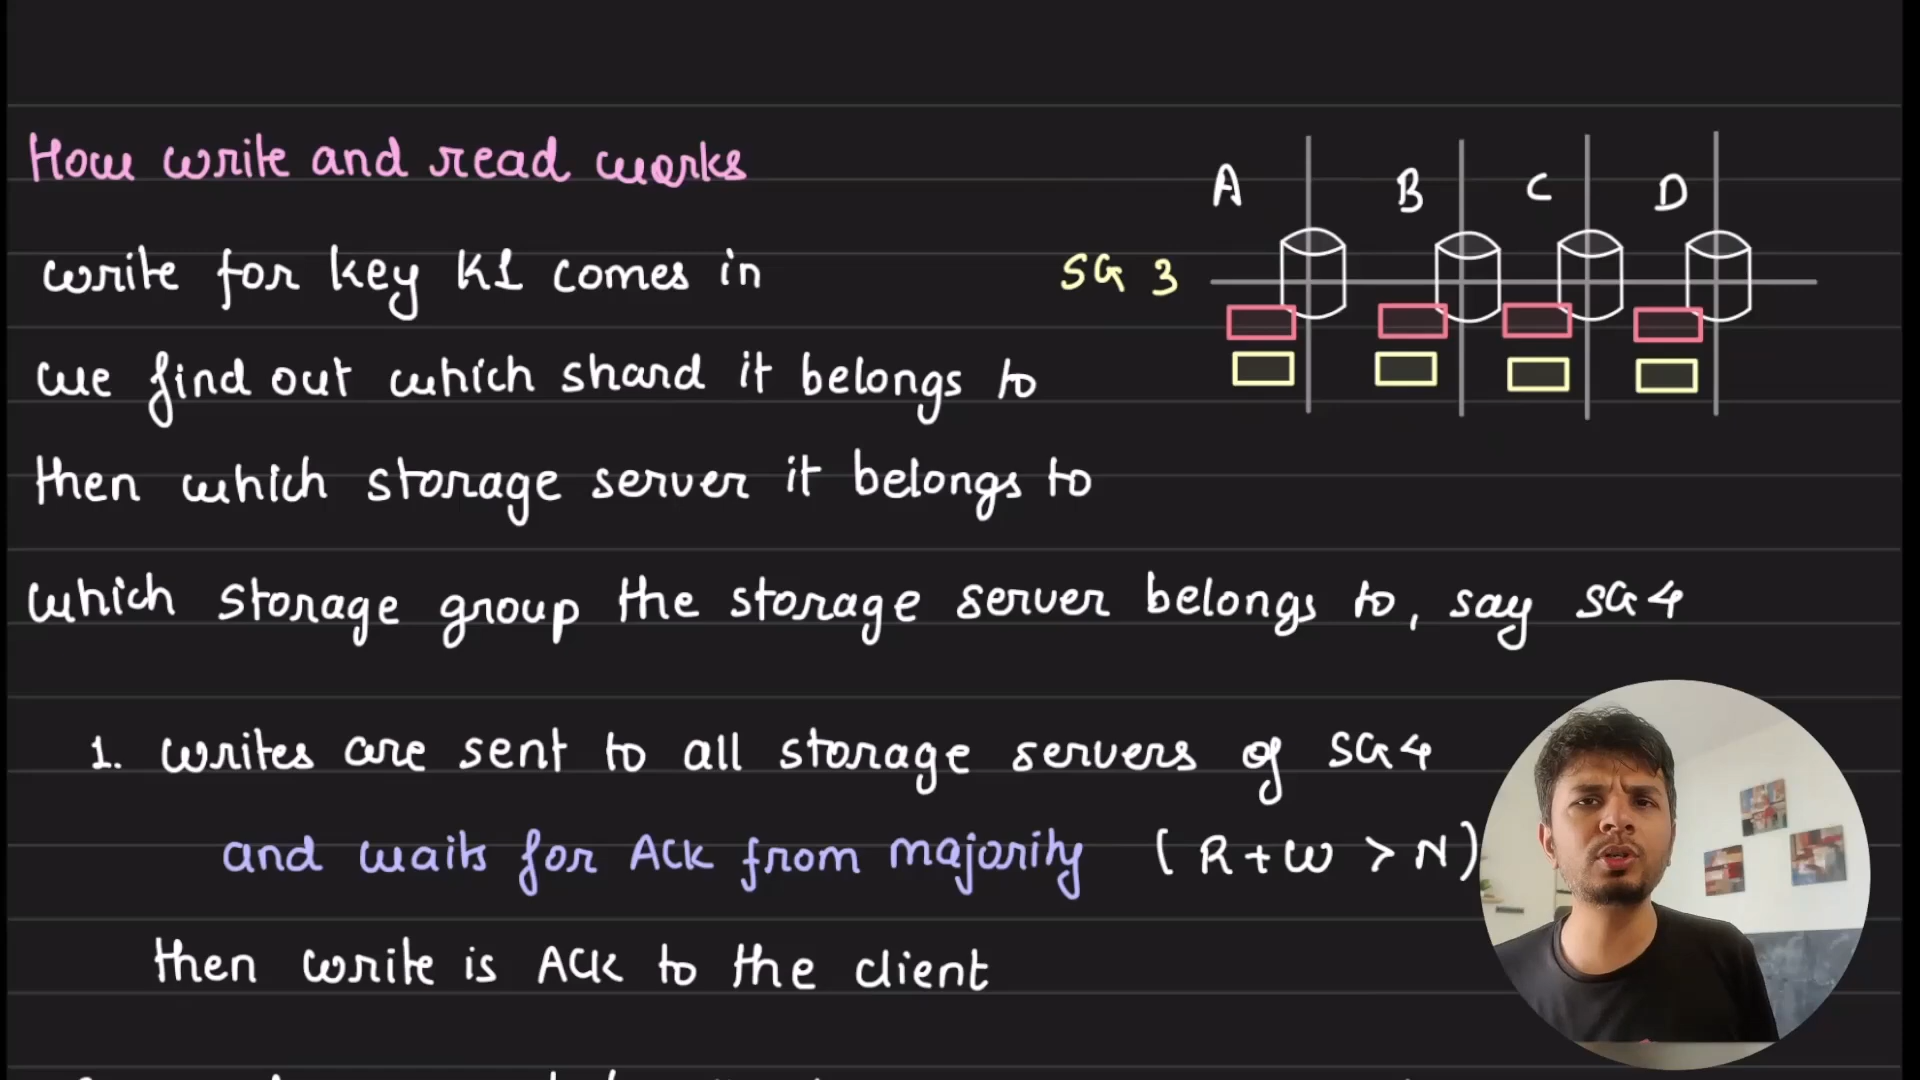 How write and read works
A B C D
write for key K1 comes in
SG 3
we find out which shard it belongs to
then which storage server it belongs to
which storage group the storage server belongs to, say SG4
1. writes are sent to all storage servers of SG4
and waits for ACK from majority (R+W > N)
then write is ACK to the client